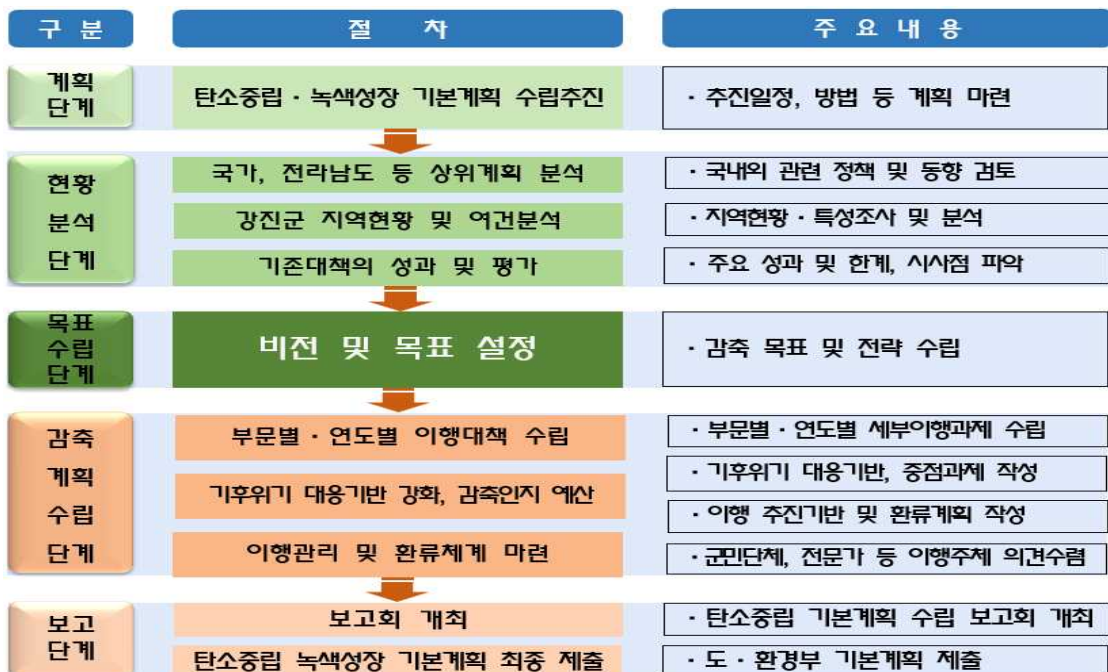 구 분
절 차
주 요 내 용
계획
단계
탄소중립 · 녹색성장 기본계획 수립추진
· 추진일정, 방법 등 계획 마련
현황
분석
단계
국가, 전라남도 등 상위계획 분석
· 국내외 관련 정책 및 동향 검토
강진군 지역현황 및 여건분석
· 지역현황 · 특성조사 및 분석
기존대책의 성과 및 평가
· 주요 성과 및 한계, 시사점 파악
목표
수립
단계
비전 및 목표 설정
· 감축 목표 및 전략 수립
감축
계획
수립
단계
부문별 · 연도별 이행대책 수립
· 부문별 · 연도별 세부이행과제 수립
기후위기 대응기반 강화, 감축인지 예산
· 기후위기 대응기반, 중점과제 작성
· 이행 추진기반 및 환류계획 작성
이행관리 및 환류체계 마련
· 군민단체, 전문가 등 이행주체 의견수렴
보고
단계
보고회 개최
· 탄소중립 기본계획 수립 보고회 개최
탄소중립 녹색성장 기본계획 최종 제출
· 도 · 환경부 기본계획 제출